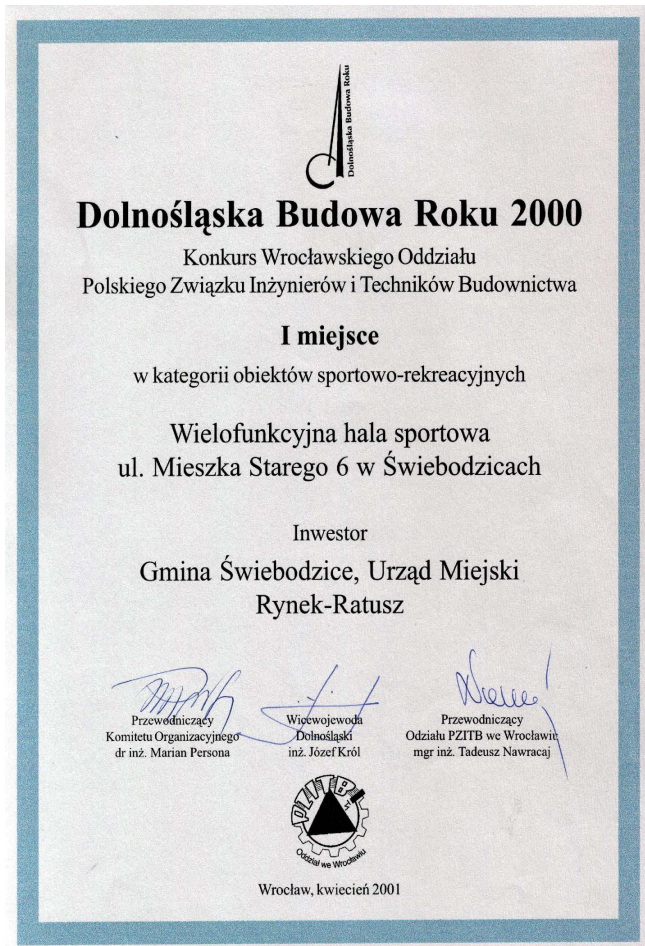 Dolnośląska Budowa Roku
Dolnośląska Budowa Roku 2000
Konkurs Wrocławskiego Oddziału
Polskiego Związku Inżynierów i Techników Budownictwa
I miejsce
w kategorii obiektów sportowo-rekreacyjnych
Wielofunkcyjna hala sportowa
ul. Mieszka Starego 6 w Świebodzicach
Inwestor
Gmina Świebodzice, Urząd Miejski
Rynek-Ratusz
Przewodniczący
Komitetu Organizacyjnego
dr inż. Marian Persona
Wicewojewoda
Dolnośląski
inż. Józef Król
Przewodniczący
Odziału PZITB we Wrocławiu
mgr inż. Tadeusz Nawracaj
PZITB
Oddział we Wrocławiu
Wrocław, kwiecień 2001